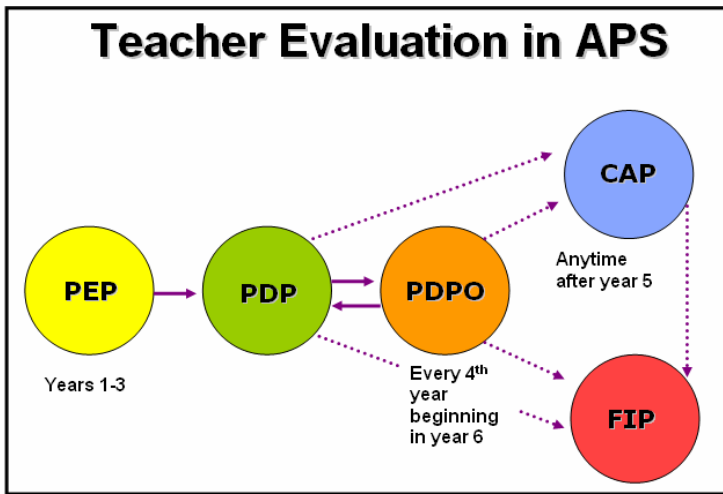 Teacher Evaluation in APS
CAP
Anytime
after year 5
PEP
PDP
PDPO
Years 1-3
Every 4th
year
beginning
in year 6
FIP